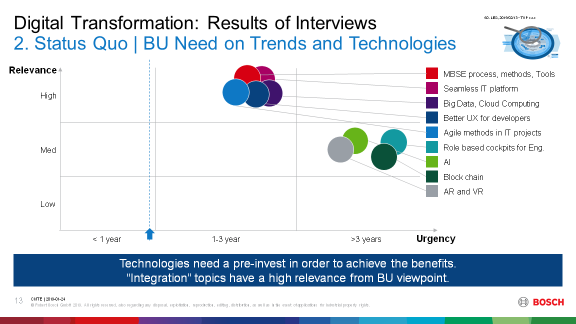 Digital Transformation: Results of Interviews
2. Status Quo | BU Need on Trends and Technologies
Relevance
High
Med
Low
MBSE process, methods, Tools
Seamless IT platform
Big Data, Cloud Computing
Better UX for developers
Agile methods in IT projects
Role based cockpits for Eng.
AI
Block chain
AR and VR
< 1 year
1-3 year
>3 years
Urgency
Technologies need a pre-invest in order to achieve the benefits.
"Integration" topics have a high relevance from BU viewpoint.
13
BOSCH